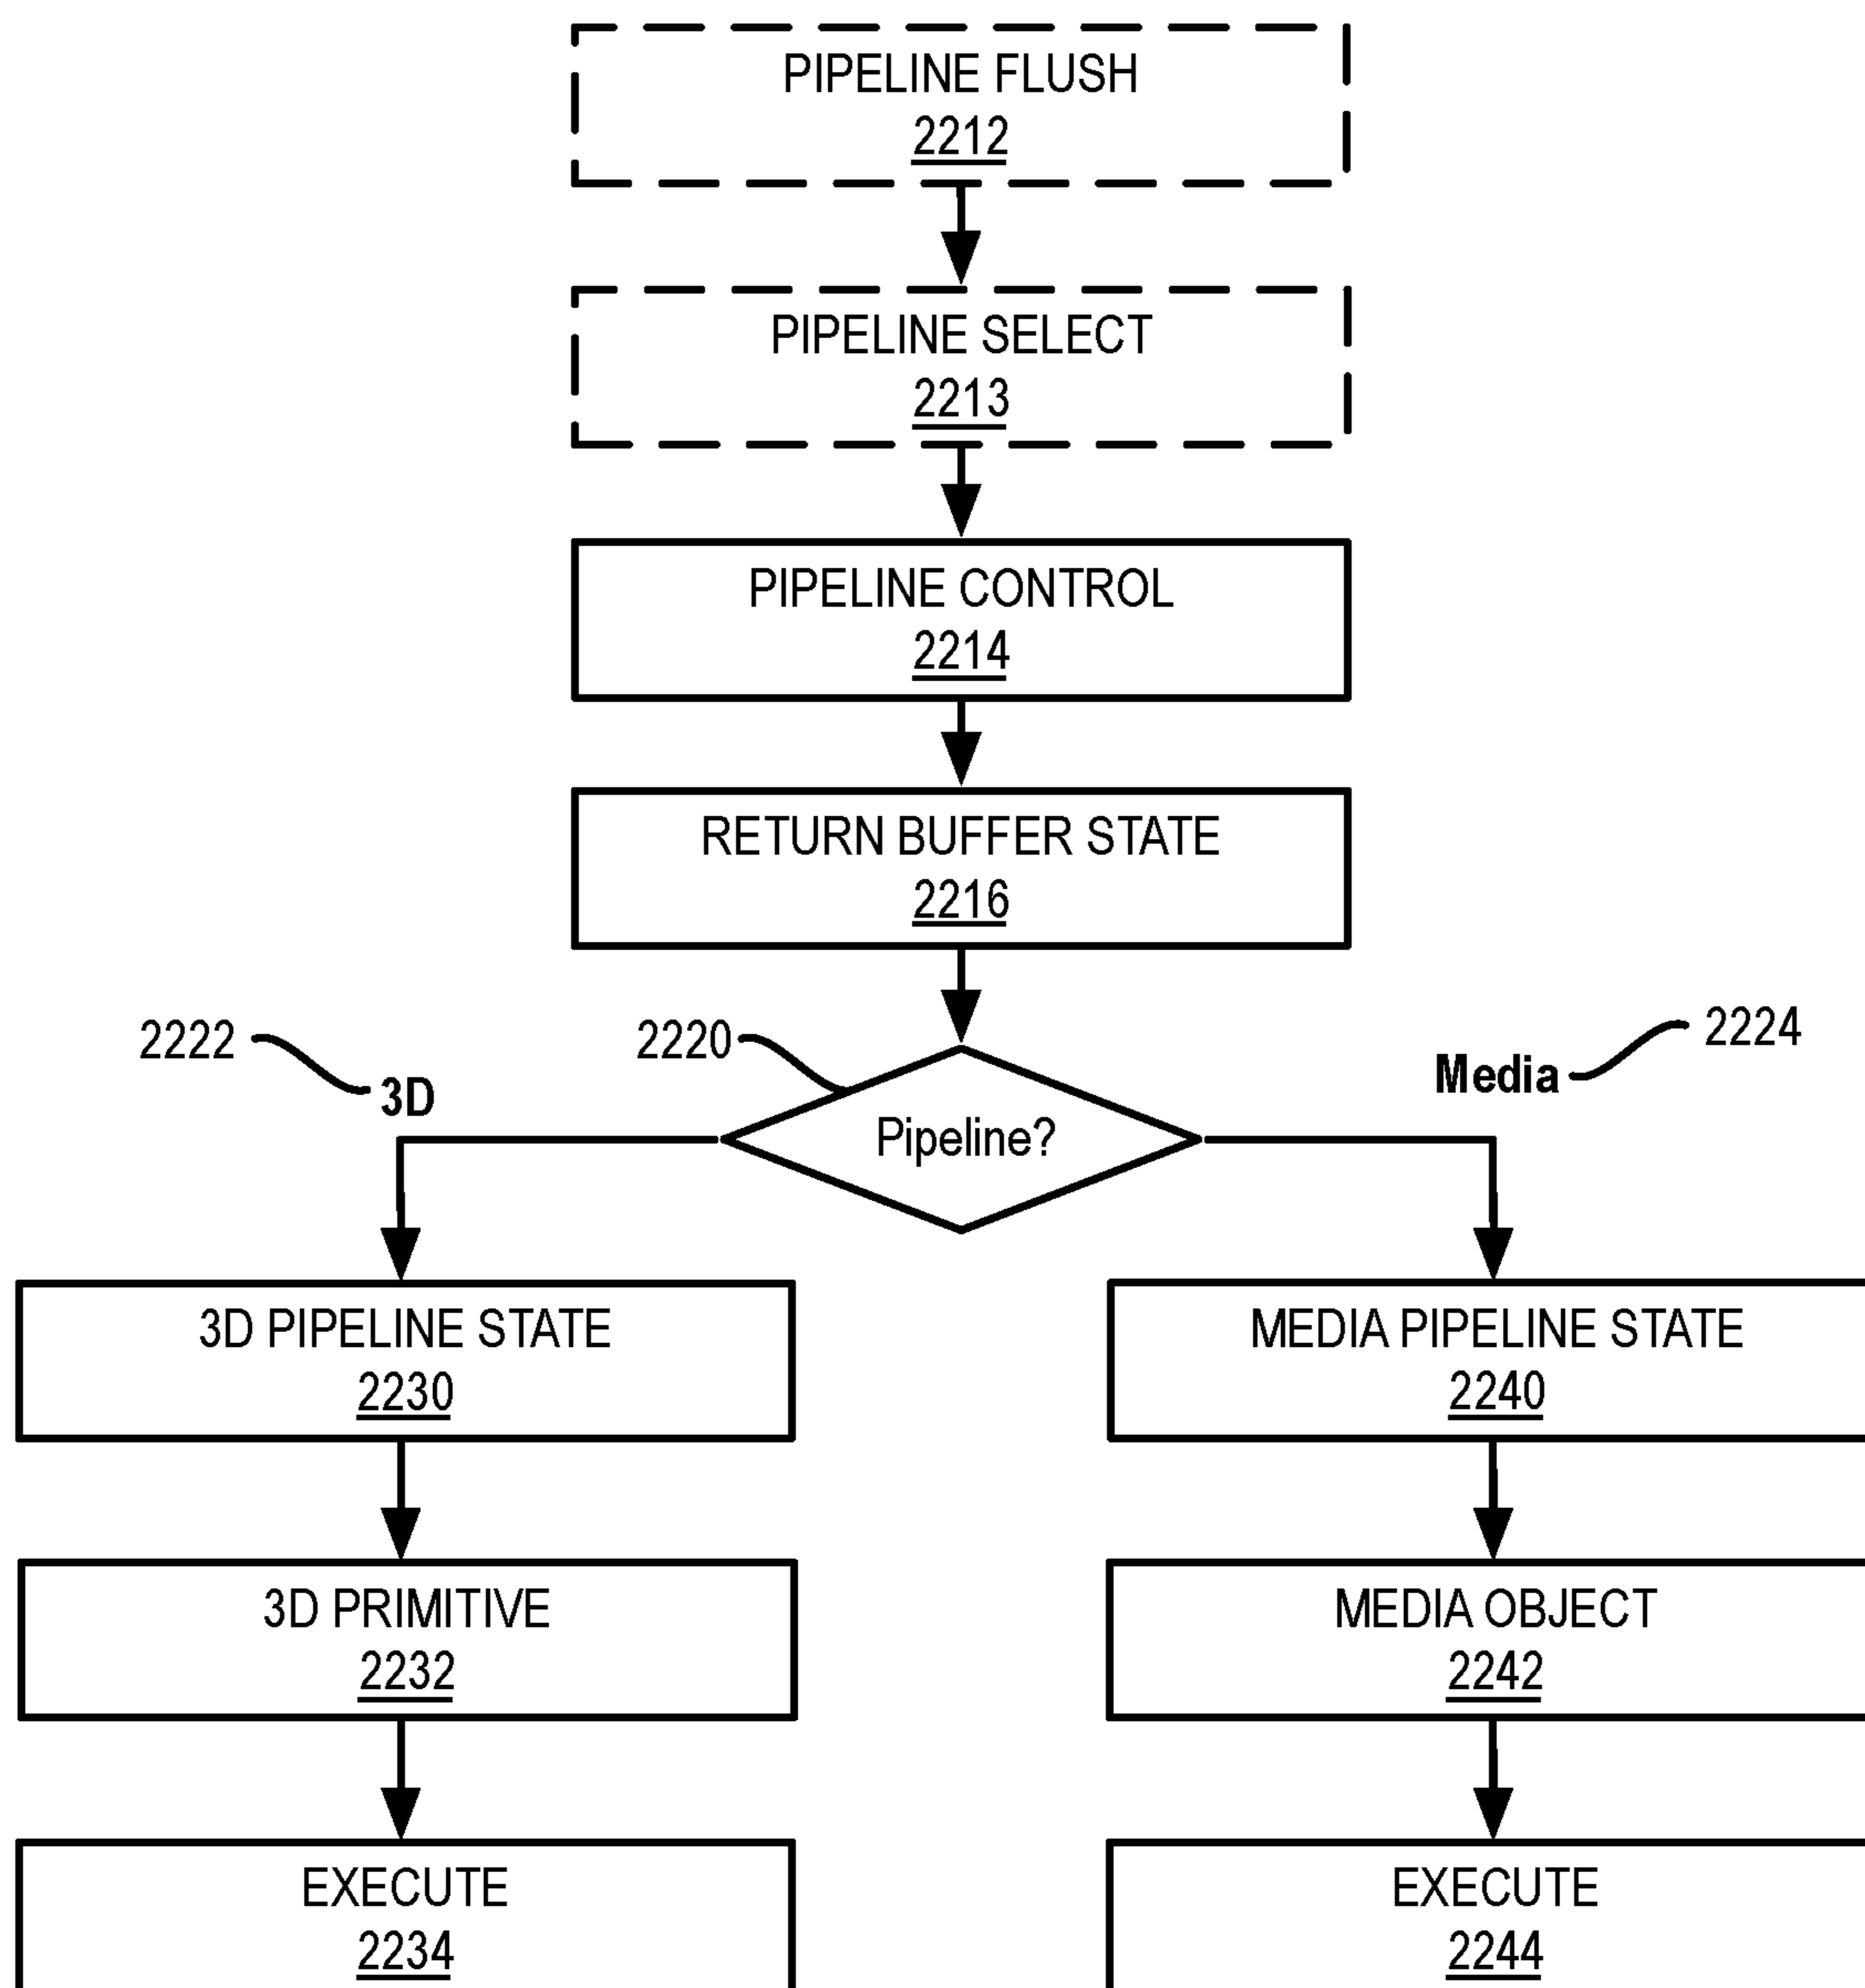 PIPELINE FLUSH
2212
PIPELINE SELECT
2213
PIPELINE CONTROL
2214
RETURN BUFFER STATE
2216
2222
3D
2220
Pipeline?
Media
2224
3D PIPELINE STATE
2230
MEDIA PIPELINE STATE
2240
3D PRIMITIVE
2232
MEDIA OBJECT
2242
EXECUTE
2234
EXECUTE
2244